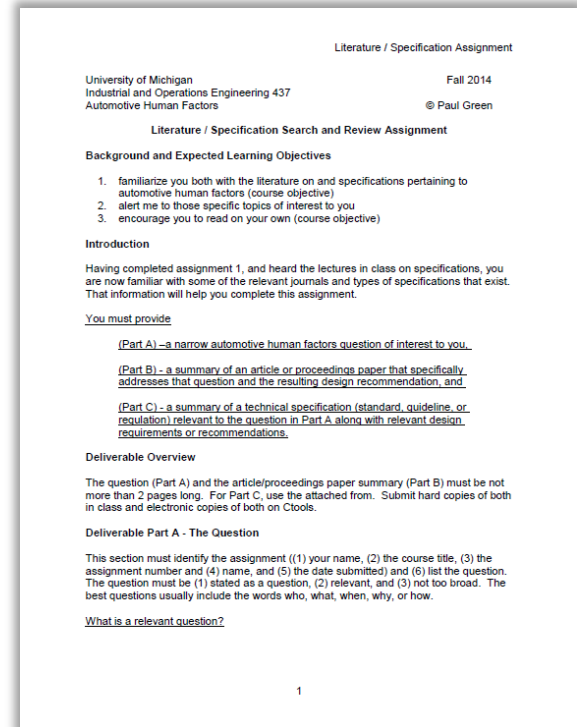 Literature / Specification Assignment
University of Michigan Fall 2014
Industrial and Operations Engineering 437
Automotive Human Factors © Paul Green
Literature / Specification Search and Review Assignment
Background and Expected Learning Objectives
1. familiarize you both with the literature on and specifications pertaining to
automotive human factors (course objective)
2. alert me to those specific topics of interest to you
3. encourage you to read on your own (course objective)
Introduction
Having completed assignment 1, and heard the lectures in class on specifications, you
are now familiar with some of the relevant journals and types of specifications that exist.
That information will help you complete this assignment.
You must provide
(Part A) –a narrow automotive human factors question of interest to you,
(Part B) - a summary of an article or proceedings paper that specifically
addresses that question and the resulting design recommendation, and
(Part C) - a summary of a technical specification (standard, guideline, or
regulation) relevant to the question in Part A along with relevant design
requirements or recommendations.
Deliverable Overview
The question (Part A) and the article/proceedings paper summary (Part B) must be not
more than 2 pages long. For Part C, use the attached from. Submit hard copies of both
in class and electronic copies of both on Ctools.
Deliverable Part A - The Question
This section must identify the assignment ((1) your name, (2) the course title, (3) the
assignment number and (4) name, and (5) the date submitted) and (6) list the question.
The question must be (1) stated as a question, (2) relevant, and (3) not too broad. The
best questions usually include the words who, what, when, why, or how.
What is a relevant question?
1